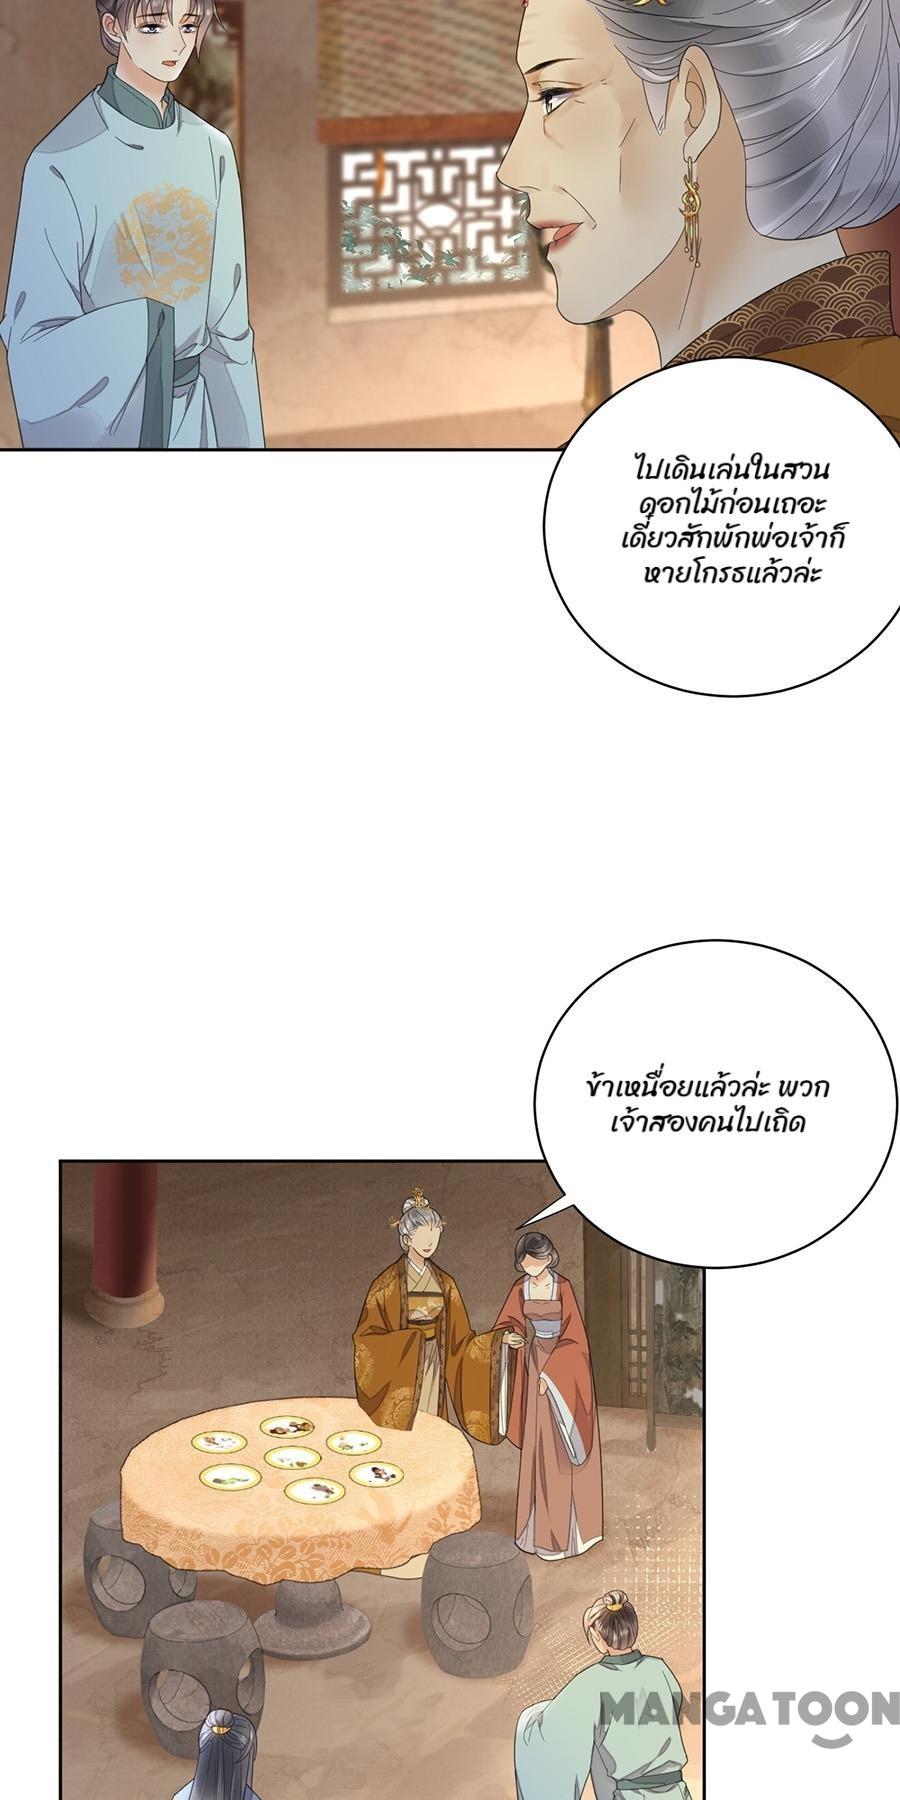 ไปเดินเล่นในสวน
ดอกไม้ก่อนเถอะ
เดี๋ยวสักพักพ่อเจ้าก็
หายโกรธแล้วล่ะ
ข้าเหนื่อยแล้วล่ะ พวก
เจ้าสองคนไปเถิด
MANGATOON